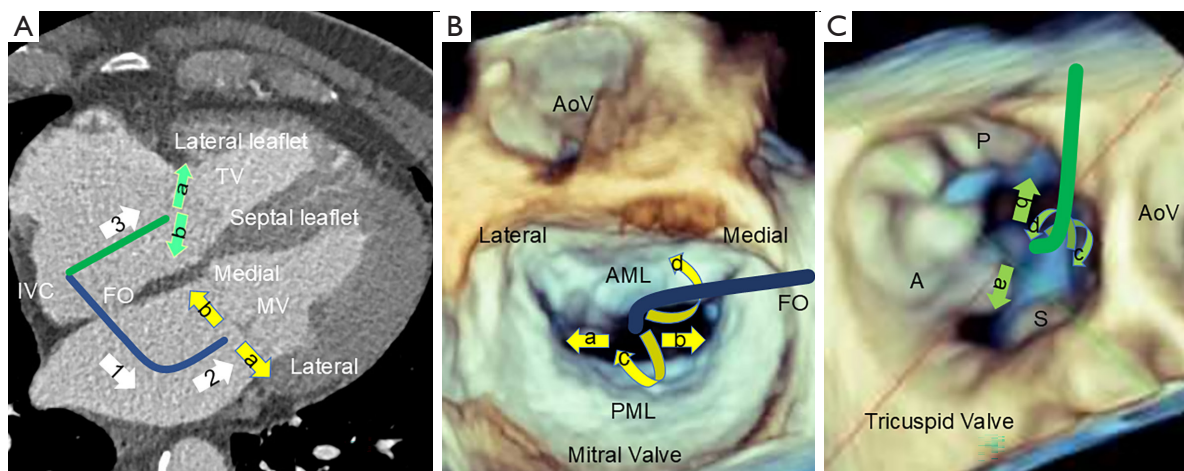 A
Lateral leaflet
TV
a
b
3
Septal leaflet
Medial
IVC
FO
MV
b
1
2
a
Lateral
B
AoV
Lateral
Medial
AML
d
FO
a
b
c
PML
Mitral Valve
C
P
b
d
AoV
c
A
a
S
Tricuspid Valve